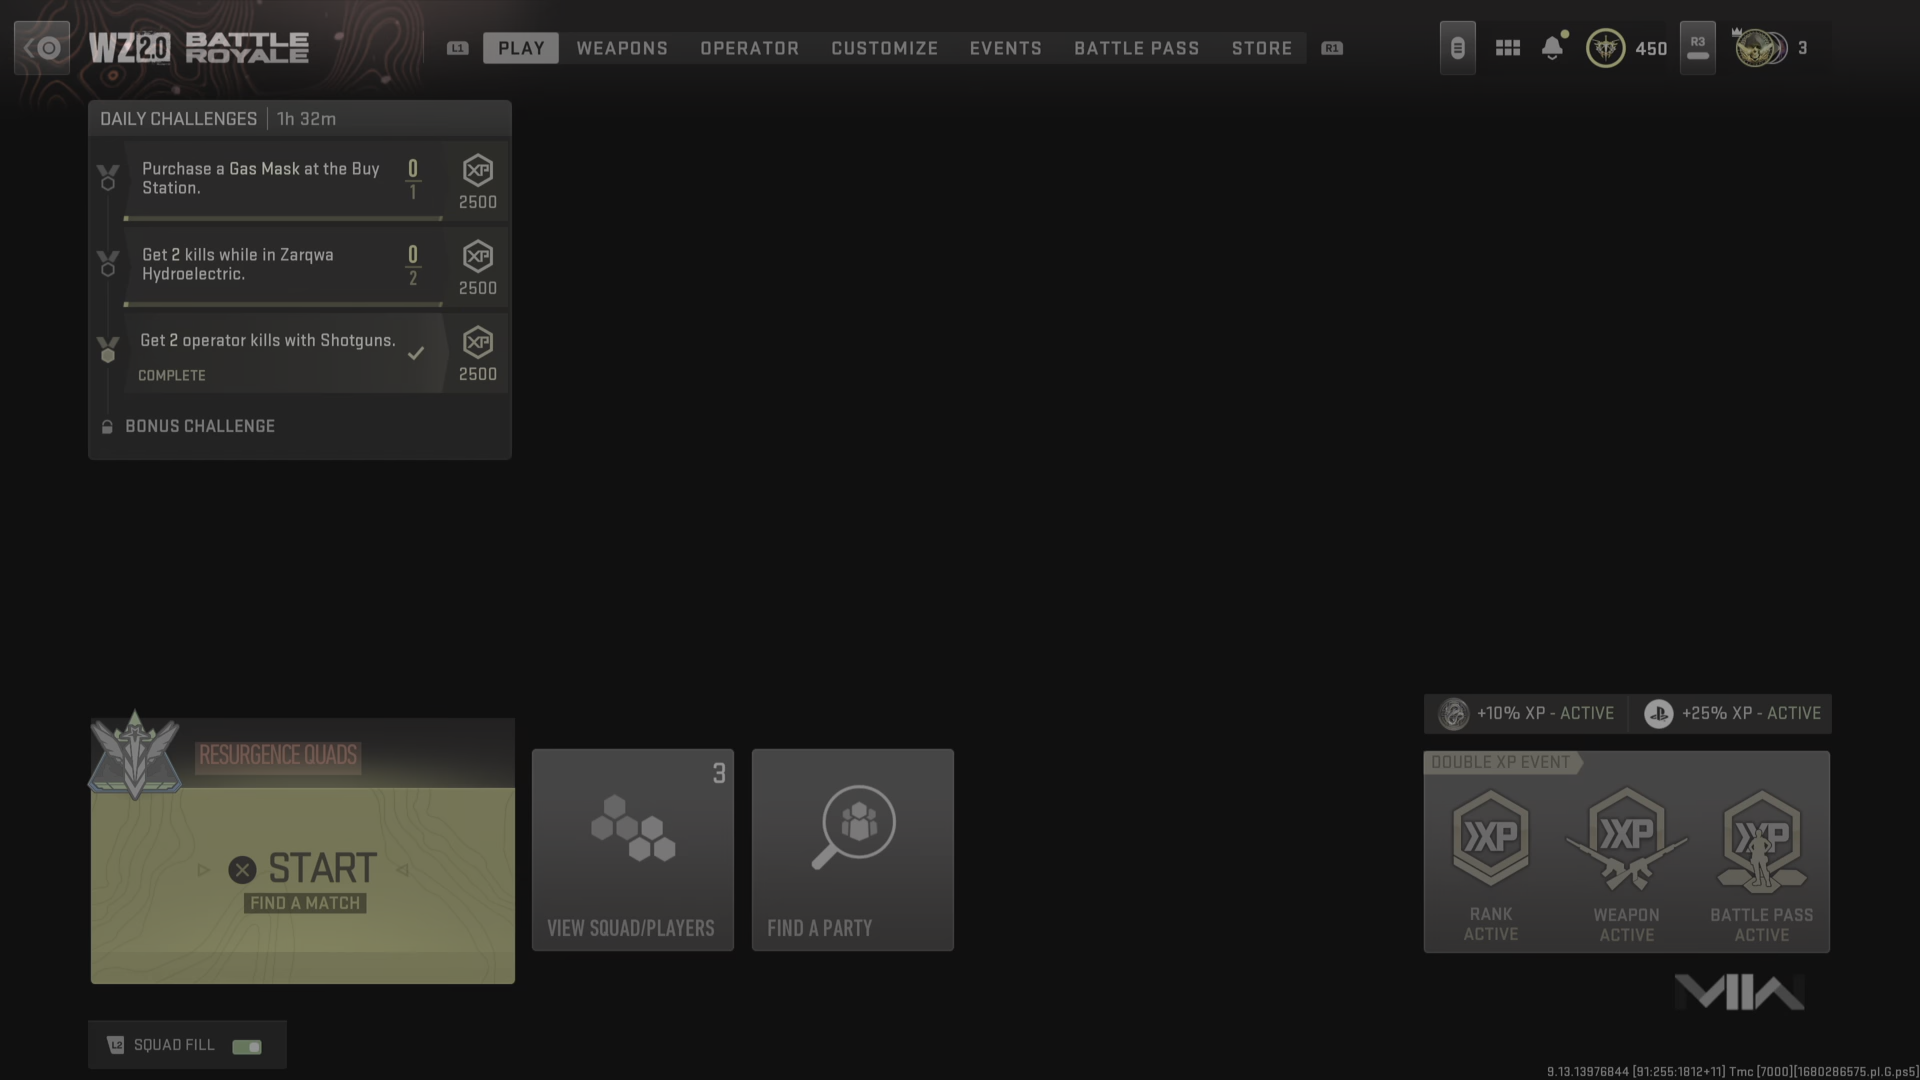 WZ2.0 BATTLE ROYALE
L1 PLAY WEAPONS OPERATOR CUSTOMIZE EVENTS BATTLE PASS STORE R1
450 R3 3
DAILY CHALLENGES 1h 32m
Purchase a Gas Mask at the Buy Station.
0
1
XP
2500
Get 2 kills while in Zarqwa Hydroelectric.
0
2
XP
2500
Get 2 operator kills with Shotguns.
COMPLETE
XP
2500
BONUS CHALLENGE
+10% XP - ACTIVE +25% XP - ACTIVE
RESURGENCE QUADS
START
FIND A MATCH
3
VIEW SQUAD/PLAYERS
FIND A PARTY
DOUBLE XP EVENT
XP XP XP
RANK ACTIVE
WEAPON ACTIVE
BATTLE PASS ACTIVE
MII
L2 SQUAD FILL
9.13.13976844 [91:255:1812+11] Tmc [7000][1680286575.pl.G.ps5]